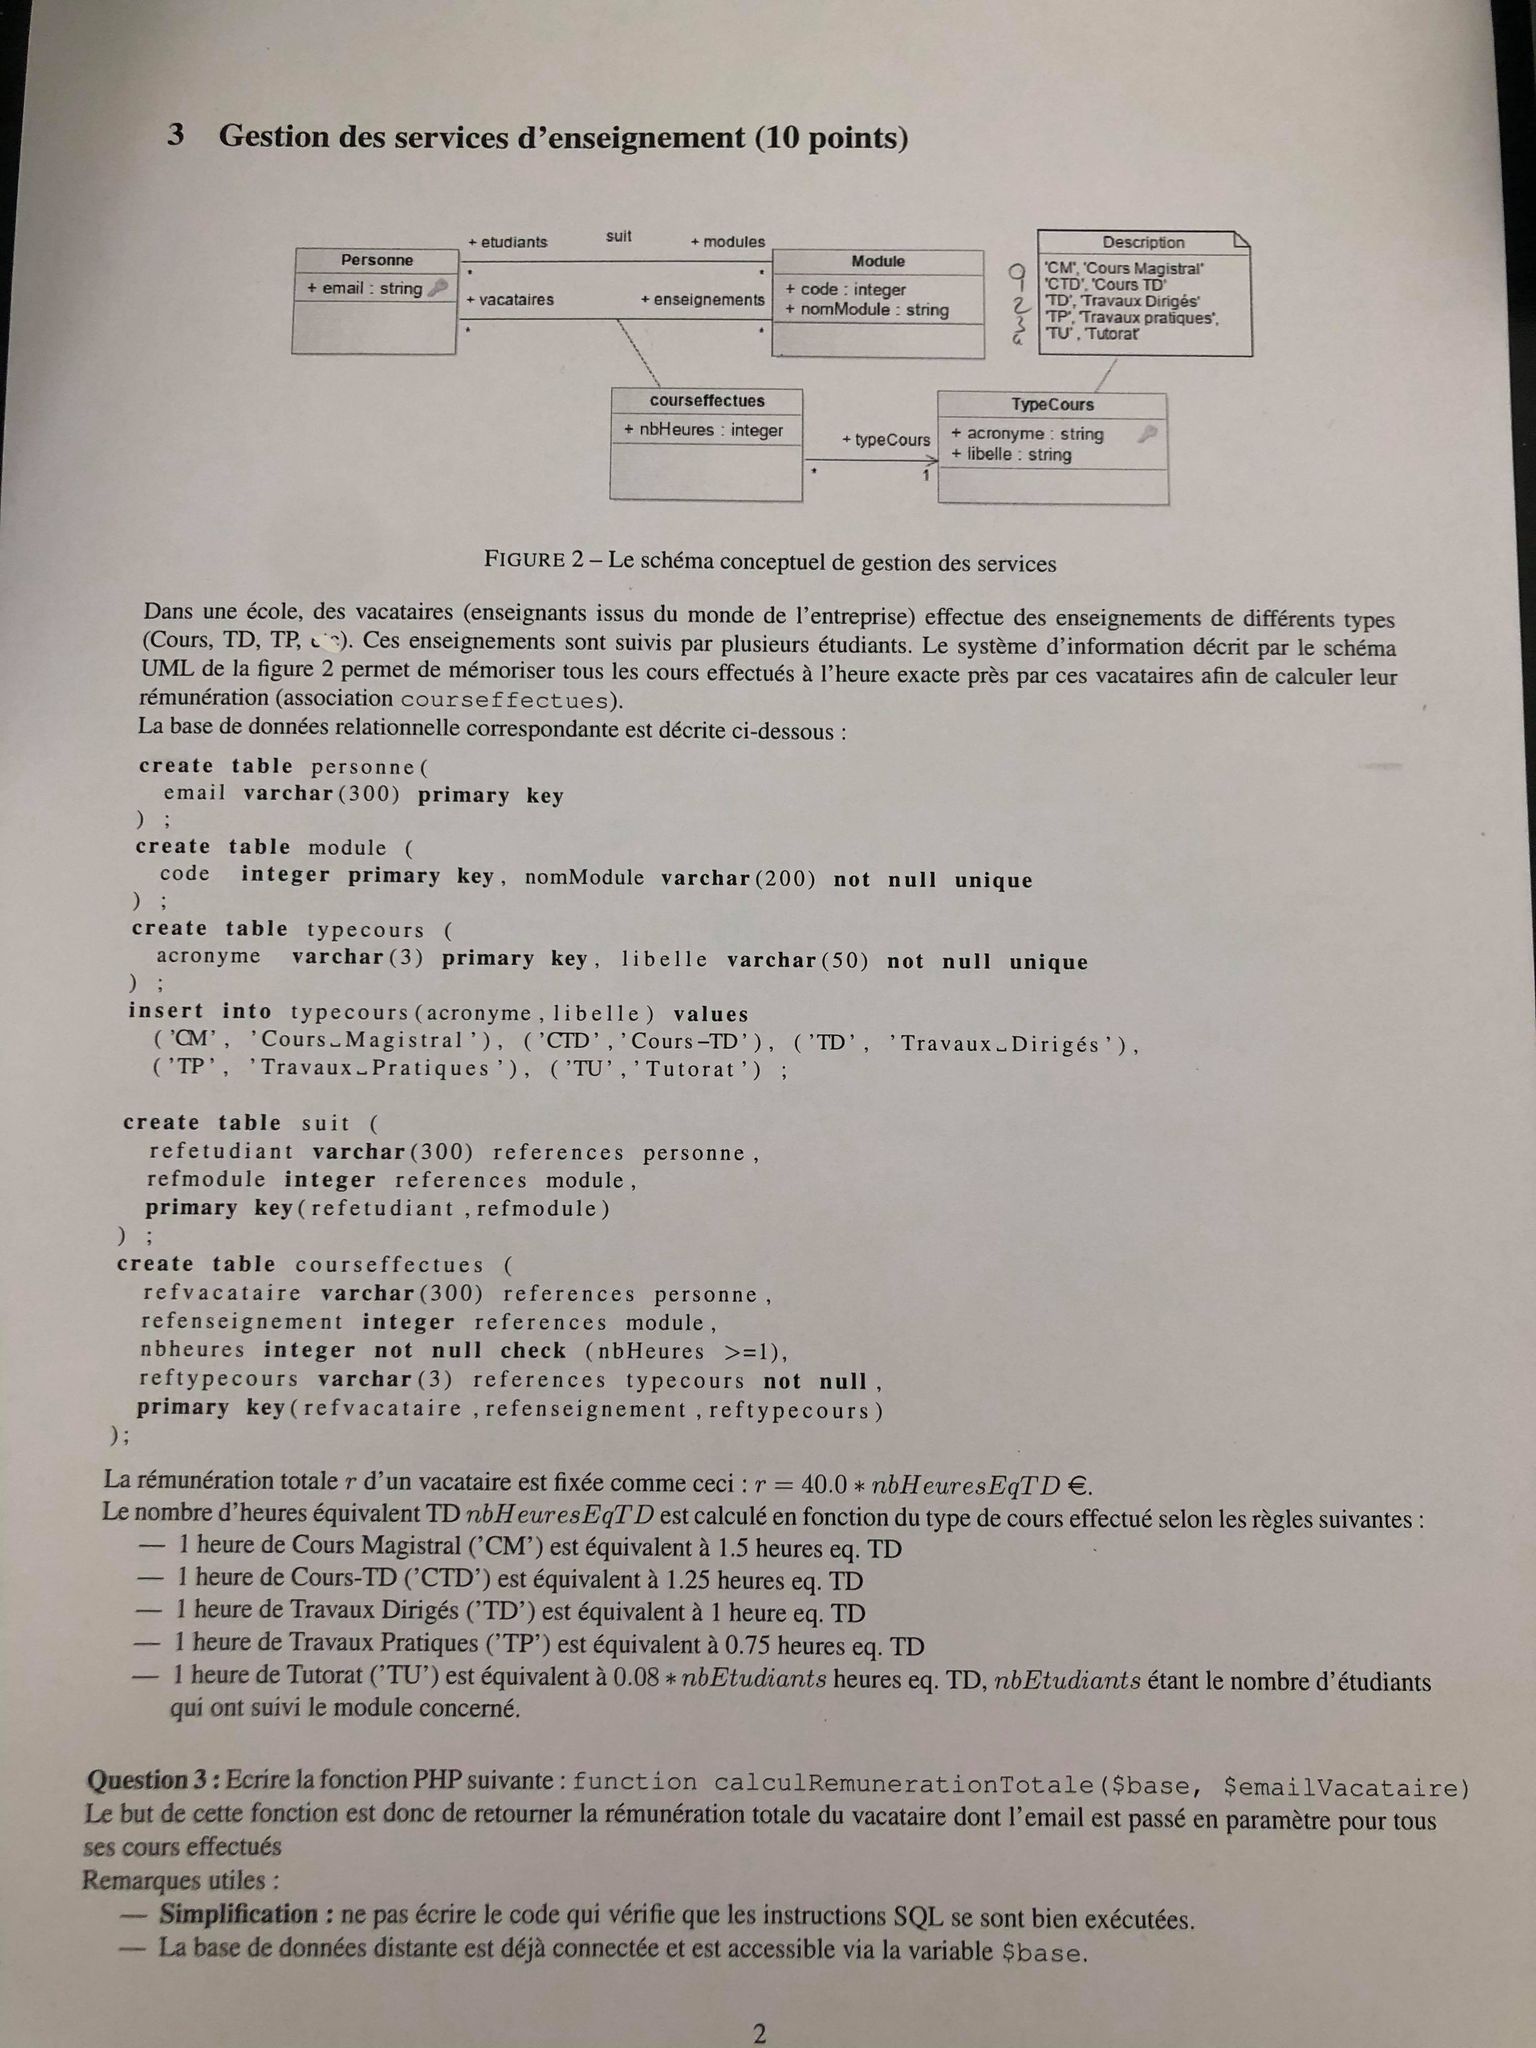 3 Gestion des services d'enseignement (10 points)
+ etudiants suit + modules
Personne
+ email : string
+ vacataires + enseignements
* *
* *
Module
+ code : integer
+ nomModule : string
Description
'CM', 'Cours Magistral'
'CTD', 'Cours TD'
'TD', 'Travaux Dirigés'
'TP', 'Travaux pratiques',
'TU', 'Tutorat'
2
3
courseffectues
+ nbHeures : integer
+ typeCours
* 1
TypeCours
+ acronyme : string
+ libelle : string
FIGURE 2 – Le schéma conceptuel de gestion des services
Dans une école, des vacataires (enseignants issus du monde de l'entreprise) effectue des enseignements de différents types
(Cours, TD, TP, ). Ces enseignements sont suivis par plusieurs étudiants. Le système d'information décrit par le schéma
UML de la figure 2 permet de mémoriser tous les cours effectués à l'heure exacte près par ces vacataires afin de calculer leur
rémunération (association courseffectues).
La base de données relationnelle correspondante est décrite ci-dessous :
create table personne(
email varchar(300) primary key
) ;
create table module (
code integer primary key, nomModule varchar(200) not null unique
) ;
create table typecours (
acronyme varchar(3) primary key, libelle varchar(50) not null unique
) ;
insert into typecours(acronyme,libelle) values
('CM', 'Cours␣Magistral'), ('CTD','Cours-TD'), ('TD', 'Travaux␣Dirigés'),
('TP', 'Travaux␣Pratiques'), ('TU','Tutorat') ;
create table suit (
refetudiant varchar(300) references personne,
refmodule integer references module,
primary key(refetudiant,refmodule)
) ;
create table courseffectues (
refvacataire varchar(300) references personne,
refenseignement integer references module,
nbheures integer not null check (nbHeures >=1),
reftypecours varchar(3) references typecours not null,
primary key(refvacataire,refenseignement,reftypecours)
);
La rémunération totale r d'un vacataire est fixée comme ceci : r = 40.0 * nbHeuresEqTD €.
Le nombre d'heures équivalent TD nbHeuresEqTD est calculé en fonction du type de cours effectué selon les règles suivantes :
— 1 heure de Cours Magistral ('CM') est équivalent à 1.5 heures eq. TD
— 1 heure de Cours-TD ('CTD') est équivalent à 1.25 heures eq. TD
— 1 heure de Travaux Dirigés ('TD') est équivalent à 1 heure eq. TD
— 1 heure de Travaux Pratiques ('TP') est équivalent à 0.75 heures eq. TD
— 1 heure de Tutorat ('TU') est équivalent à 0.08 * nbEtudiants heures eq. TD, nbEtudiants étant le nombre d'étudiants
qui ont suivi le module concerné.
Question 3 : Ecrire la fonction PHP suivante : function calculRemunerationTotale($base, $emailVacataire)
Le but de cette fonction est donc de retourner la rémunération totale du vacataire dont l'email est passé en paramètre pour tous
ses cours effectués
Remarques utiles :
— Simplification : ne pas écrire le code qui vérifie que les instructions SQL se sont bien exécutées.
— La base de données distante est déjà connectée et est accessible via la variable $base.
2